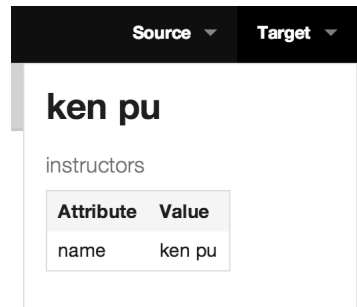 Source Target
ken pu
instructors
Attribute Value
name ken pu